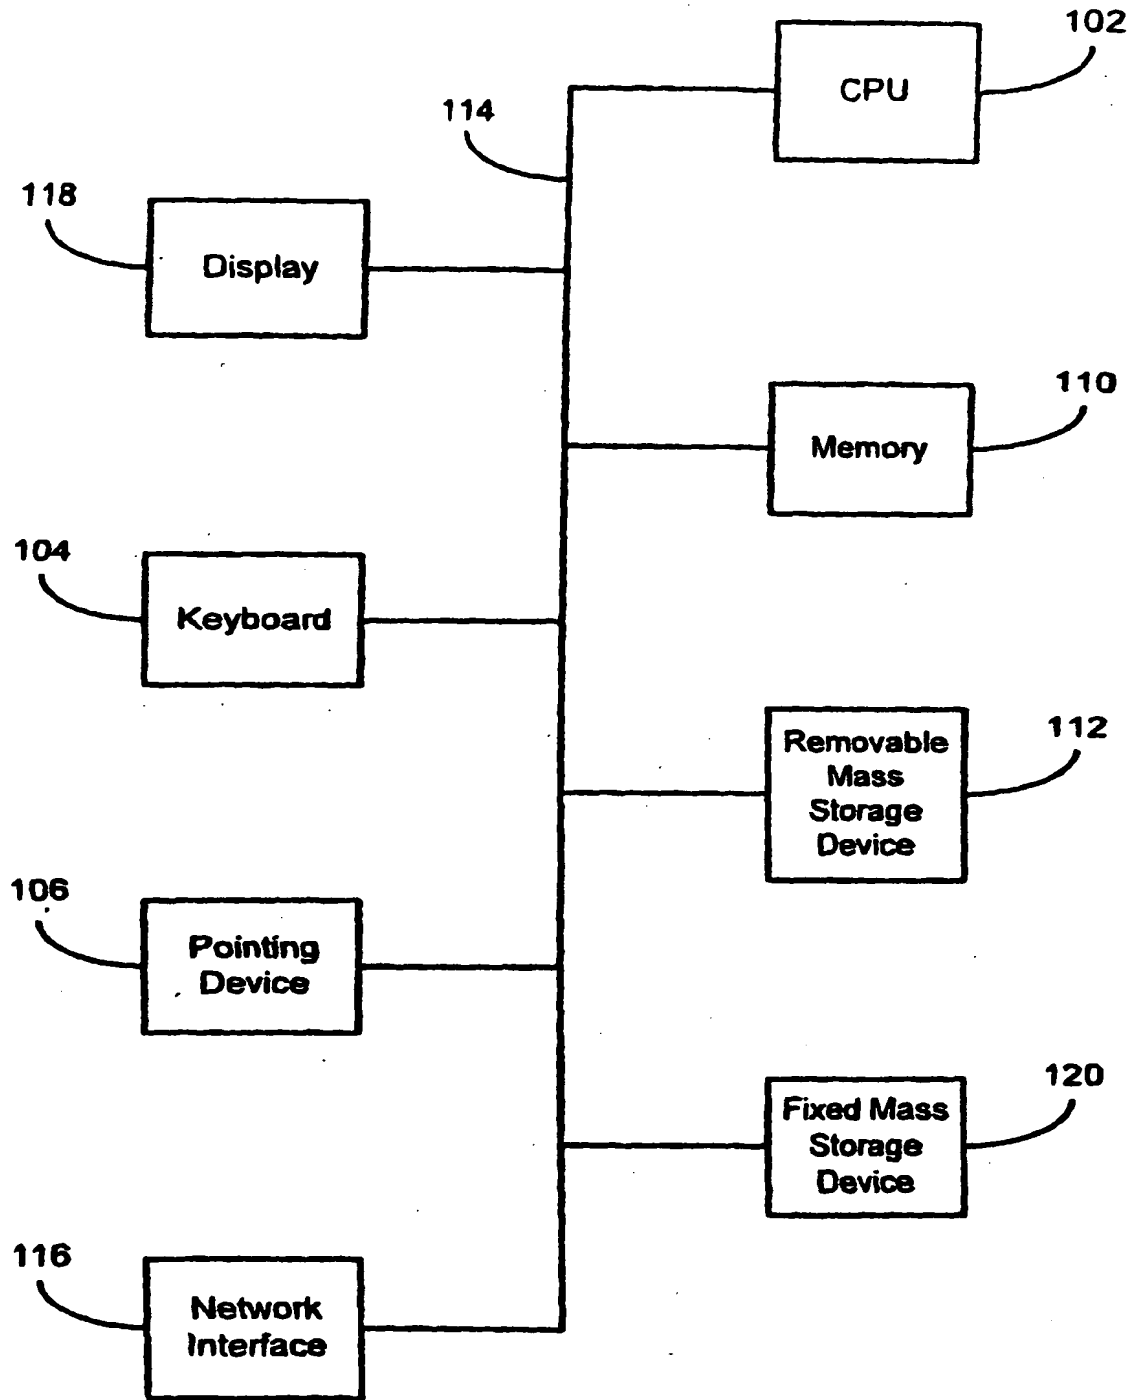 102
CPU
114
118
Display
110
Memory
104
Keyboard
112
Removable
Mass
Storage
Device
106
Pointing
Device
120
Fixed Mass
Storage
Device
116
Network
Interface